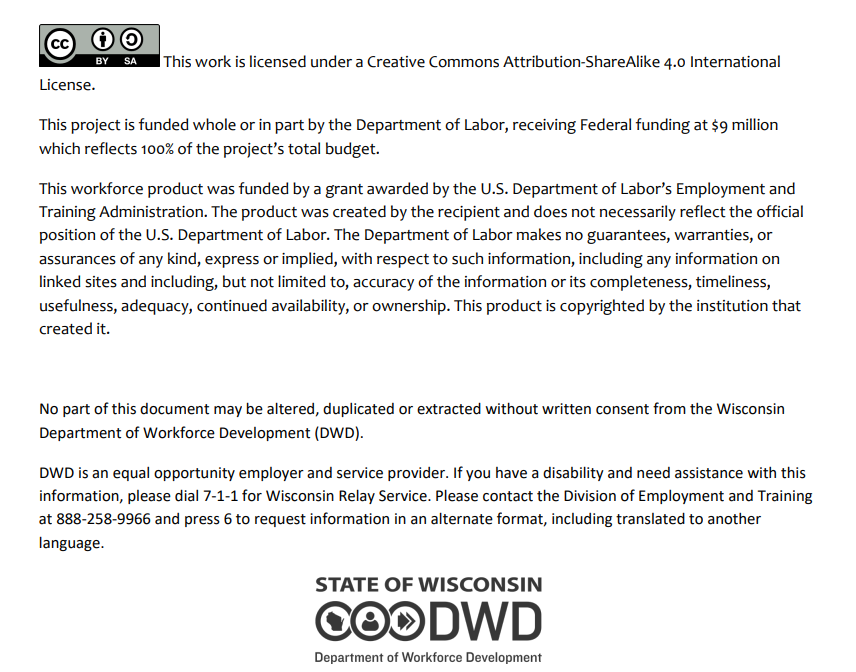 cc BY SA This work is licensed under a Creative Commons Attribution-ShareAlike 4.0 International
License.
This project is funded whole or in part by the Department of Labor, receiving Federal funding at $9 million
which reflects 100% of the project’s total budget.
This workforce product was funded by a grant awarded by the U.S. Department of Labor’s Employment and
Training Administration. The product was created by the recipient and does not necessarily reflect the official
position of the U.S. Department of Labor. The Department of Labor makes no guarantees, warranties, or
assurances of any kind, express or implied, with respect to such information, including any information on
linked sites and including, but not limited to, accuracy of the information or its completeness, timeliness,
usefulness, adequacy, continued availability, or ownership. This product is copyrighted by the institution that
created it.
No part of this document may be altered, duplicated or extracted without written consent from the Wisconsin
Department of Workforce Development (DWD).
DWD is an equal opportunity employer and service provider. If you have a disability and need assistance with this
information, please dial 7-1-1 for Wisconsin Relay Service. Please contact the Division of Employment and Training
at 888-258-9966 and press 6 to request information in an alternate format, including translated to another
language.
STATE OF WISCONSIN
DWD
Department of Workforce Development